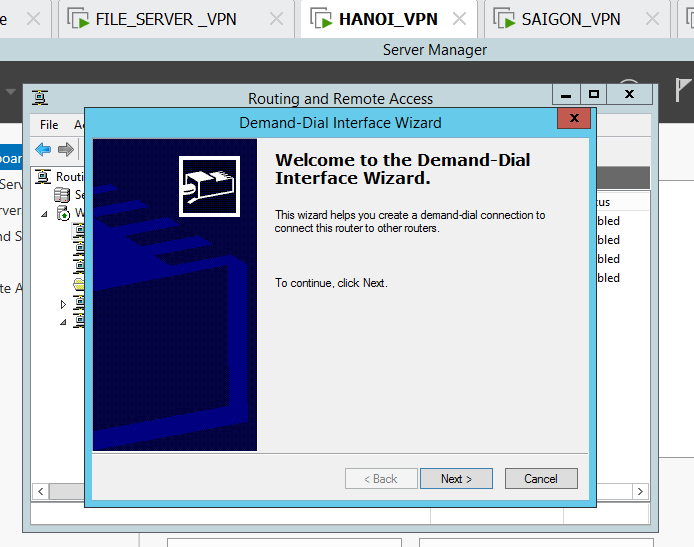 e
FILE_SERVER _VPN
HANOI_VPN
SAIGON_VPN
Server Manager
Routing and Remote Access
File
Demand-Dial Interface Wizard
Welcome to the Demand-Dial
Interface Wizard.
This wizard helps you create a demand-dial connection to
connect this router to other routers.
To continue, click Next.
< Back
Next >
Cancel
boar
Serv
erver
nd S
te A
Routi
Se
W
tus
bled
bled
bled
bled